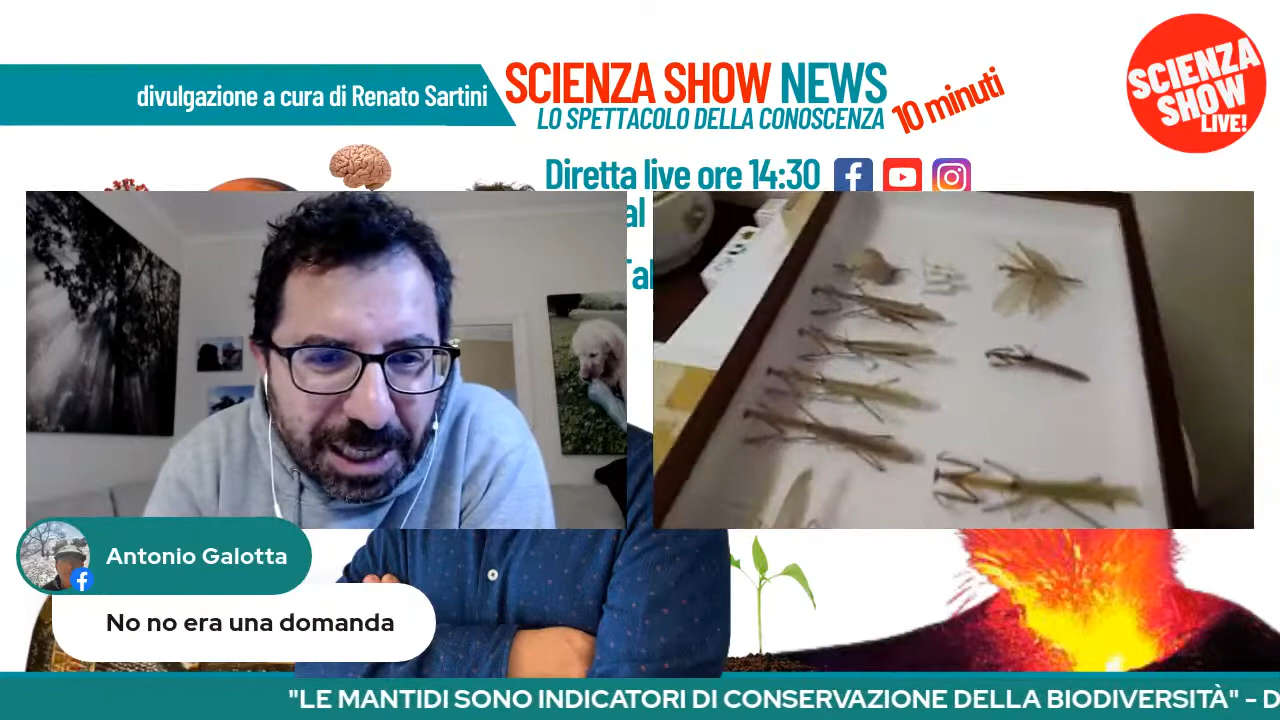 divulgazione a cura di Renato Sartini
SCIENZA SHOW NEWS
LO SPETTACOLO DELLA CONOSCENZA
10 minuti
SCIENZA
SHOW
LIVE!
Diretta live ore 14:30
al
Antonio Galotta
No no era una domanda
"LE MANTIDI SONO INDICATORI DI CONSERVAZIONE DELLA BIODIVERSITÀ" - D